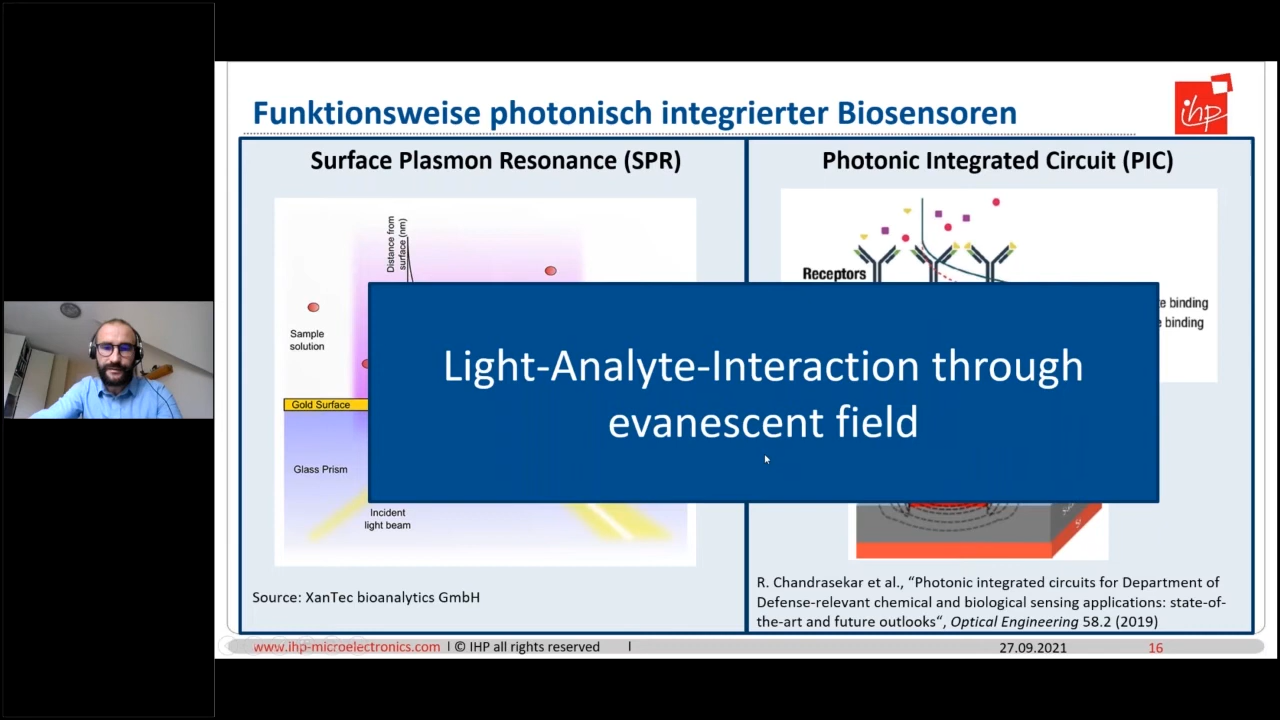 Funktionsweise photonisch integrierter Biosensoren
ihp
Surface Plasmon Resonance (SPR)
Distance from
surface (nm)
Sample
solution
Gold Surface
Glass Prism
Incident
light beam
Source: XanTec bioanalytics GmbH
Photonic Integrated Circuit (PIC)
Receptors
e binding
e binding
Light-Analyte-Interaction through
evanescent field
R. Chandrasekar et al., “Photonic integrated circuits for Department of
Defense-relevant chemical and biological sensing applications: state-of-
the-art and future outlooks“, Optical Engineering 58.2 (2019)
www.ihp-microelectronics.com I © IHP all rights reserved I 27.09.2021 16